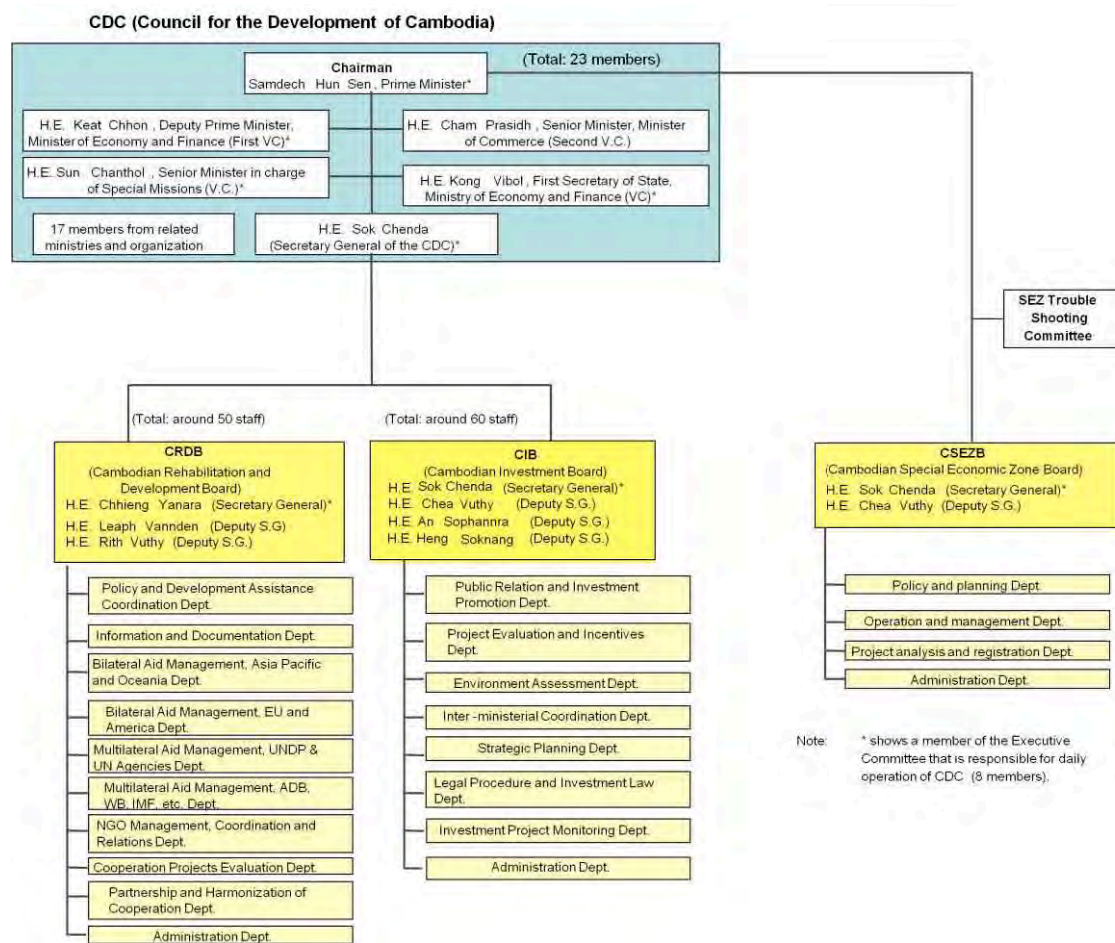 CDC (Council for the Development of Cambodia)
(Total: 23 members)
Chairman
Samdech Hun Sen , Prime Minister*
H.E. Keat Chhon , Deputy Prime Minister,
Minister of Economy and Finance (First VC)*
H.E. Cham Prasidh , Senior Minister, Minister
of Commerce (Second V.C.)
H.E. Sun Chanthol , Senior Minister in charge
of Special Missions (V.C.)*
H.E. Kong Vibol , First Secretary of State,
Ministry of Economy and Finance (VC)*
17 members from related
ministries and organization
H.E. Sok Chenda
(Secretary General of the CDC)*
SEZ Trouble
Shooting
Committee
(Total: around 50 staff)
(Total: around 60 staff)
CRDB
(Cambodian Rehabilitation and
Development Board)
H.E. Chhieng Yanara (Secretary General)*
H.E. Leaph Vannden (Deputy S.G)
H.E. Rith Vuthy (Deputy S.G.)
CIB
(Cambodian Investment Board)
H.E. Sok Chenda (Secretary General)*
H.E. Chea Vuthy (Deputy S.G.)
H.E. An Sophannra (Deputy S.G.)
H.E. Heng Soknang (Deputy S.G.)
CSEZB
(Cambodian Special Economic Zone Board)
H.E. Sok Chenda (Secretary General)*
H.E. Chea Vuthy (Deputy S.G.)
Policy and Development Assistance
Coordination Dept.
Information and Documentation Dept.
Bilateral Aid Management, Asia Pacific
and Oceania Dept.
Bilateral Aid Management, EU and
America Dept.
Multilateral Aid Management, UNDP &
UN Agencies Dept.
Multilateral Aid Management, ADB,
WB, IMF, etc. Dept.
NGO Management, Coordination and
Relations Dept.
Cooperation Projects Evaluation Dept.
Partnership and Harmonization of
Cooperation Dept.
Administration Dept.
Public Relation and Investment
Promotion Dept.
Project Evaluation and Incentives
Dept.
Environment Assessment Dept.
Inter -ministerial Coordination Dept.
Strategic Planning Dept.
Legal Procedure and Investment Law
Dept.
Investment Project Monitoring Dept.
Administration Dept.
Policy and planning Dept.
Operation and management Dept.
Project analysis and registration Dept.
Administration Dept.
Note: * shows a member of the Executive
Committee that is responsible for daily
operation of CDC (8 members).